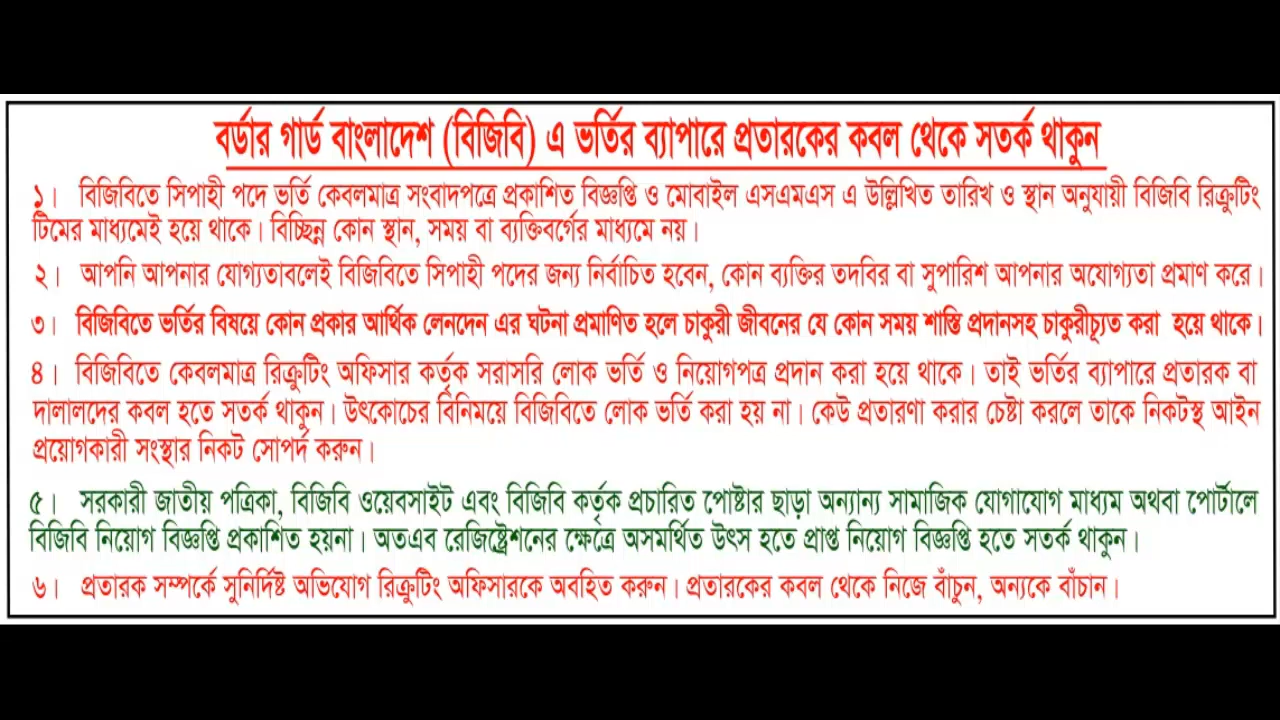 বর্ডার গার্ড বাংলাদেশ (বিজিবি) এ ভর্তির ব্যাপারে প্রতারকের কবল থেকে সতর্ক থাকুন
১। বিজিবিতে সিপাহী পদে ভর্তি কেবলমাত্র সংবাদপত্রে প্রকাশিত বিজ্ঞপ্তি ও মোবাইল এসএমএস এ উল্লিখিত তারিখ ও স্থান অনুযায়ী বিজিবি রিক্রুটিং
টিমের মাধ্যমেই হয়ে থাকে। বিচ্ছিন্ন কোন স্থান, সময় বা ব্যক্তিবর্গের মাধ্যমে নয়।
২। আপনি আপনার যোগ্যতাবলেই বিজিবিতে সিপাহী পদের জন্য নির্বাচিত হবেন, কোন ব্যক্তির তদবির বা সুপারিশ আপনার অযোগ্যতা প্রমাণ করে।
৩। বিজিবিতে ভর্তির বিষয়ে কোন প্রকার আর্থিক লেনদেন এর ঘটনা প্রমাণিত হলে চাকুরী জীবনের যে কোন সময় শাস্তি প্রদানসহ চাকুরীচ্যূত করা হয়ে থাকে।
৪। বিজিবিতে কেবলমাত্র রিক্রুটিং অফিসার কর্তৃক সরাসরি লোক ভর্তি ও নিয়োগপত্র প্রদান করা হয়ে থাকে। তাই ভর্তির ব্যাপারে প্রতারক বা
দালালদের কবল হতে সতর্ক থাকুন। উৎকোচের বিনিময়ে বিজিবিতে লোক ভর্তি করা হয় না। কেউ প্রতারণা করার চেষ্টা করলে তাকে নিকটস্থ আইন
প্রয়োগকারী সংস্থার নিকট সোপর্দ করুন।
৫। সরকারী জাতীয় পত্রিকা, বিজিবি ওয়েবসাইট এবং বিজিবি কর্তৃক প্রচারিত পোষ্টার ছাড়া অন্যান্য সামাজিক যোগাযোগ মাধ্যম অথবা পোর্টালে
বিজিবি নিয়োগ বিজ্ঞপ্তি প্রকাশিত হয়না। অতএব রেজিষ্ট্রেশনের ক্ষেত্রে অসমর্থিত উৎস হতে প্রাপ্ত নিয়োগ বিজ্ঞপ্তি হতে সতর্ক থাকুন।
৬। প্রতারক সম্পর্কে সুনির্দিষ্ট অভিযোগ রিক্রুটিং অফিসারকে অবহিত করুন। প্রতারকের কবল থেকে নিজে বাঁচুন, অন্যকে বাঁচান।